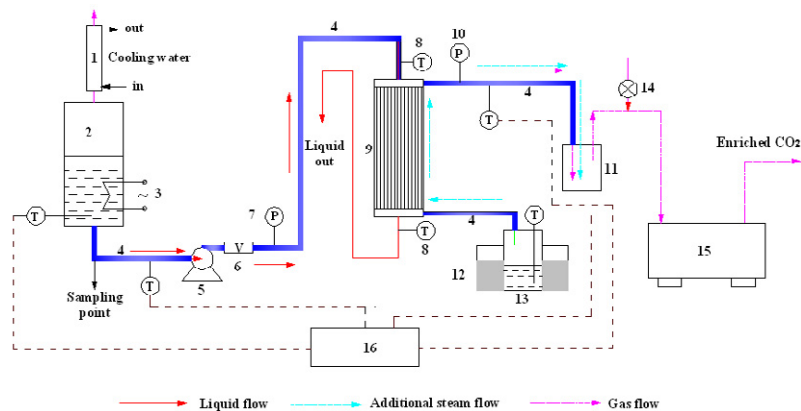 out
1
Cooling water
in
2
T
~ 3
4
Sampling
point
T
5
V
6
7
P
4
Liquid
out
8
T
9
T
8
10
P
4
T
4
T
12
13
11
14
Enriched CO2
15
16
Liquid flow
Additional steam flow
Gas flow